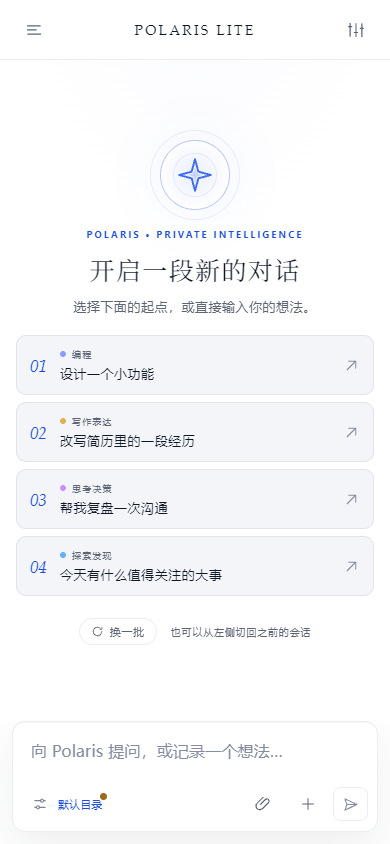 POLARIS LITE
POLARIS • PRIVATE INTELLIGENCE
开启一段新的对话
选择下面的起点，或直接输入你的想法。
01
编程
设计一个小功能
02
写作表达
改写简历里的一段经历
03
思考决策
帮我复盘一次沟通
04
探索发现
今天有什么值得关注的大事
换一批
也可以从左侧切回之前的会话
向 Polaris 提问，或记录一个想法...
默认目录